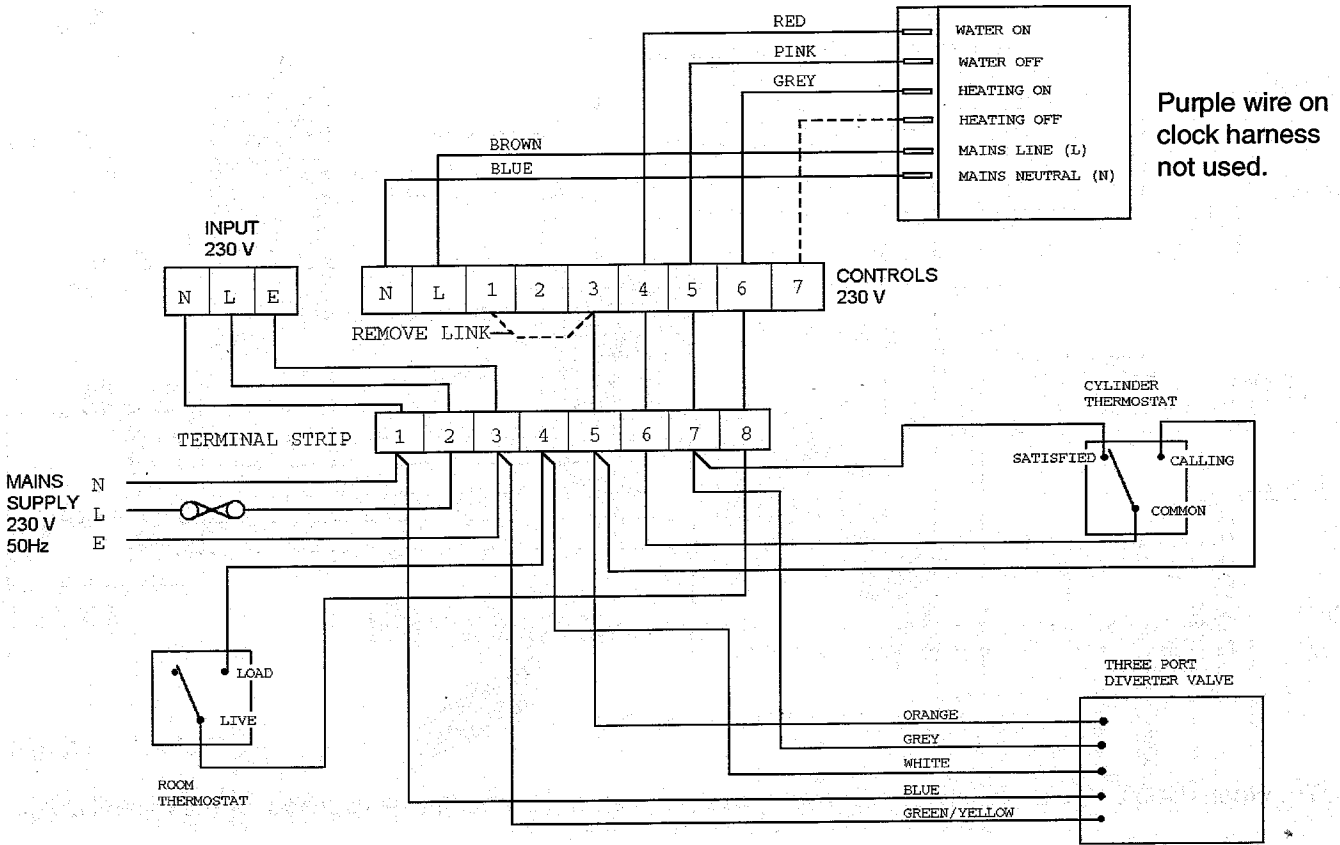 RED
WATER ON
PINK
WATER OFF
GREY
HEATING ON
HEATING OFF
BROWN
MAINS LINE (L)
BLUE
MAINS NEUTRAL (N)
Purple wire on
clock harness
not used.
INPUT
230 V
N L E
N L 1 2 3 4 5 6 7
CONTROLS
230 V
REMOVE LINK
TERMINAL STRIP
1 2 3 4 5 6 7 8
CYLINDER
THERMOSTAT
SATISFIED
CALLING
COMMON
MAINS
SUPPLY
230 V
50Hz
N
L
E
LOAD
LIVE
ROOM
THERMOSTAT
THREE PORT
DIVERTER VALVE
ORANGE
GREY
WHITE
BLUE
GREEN/YELLOW